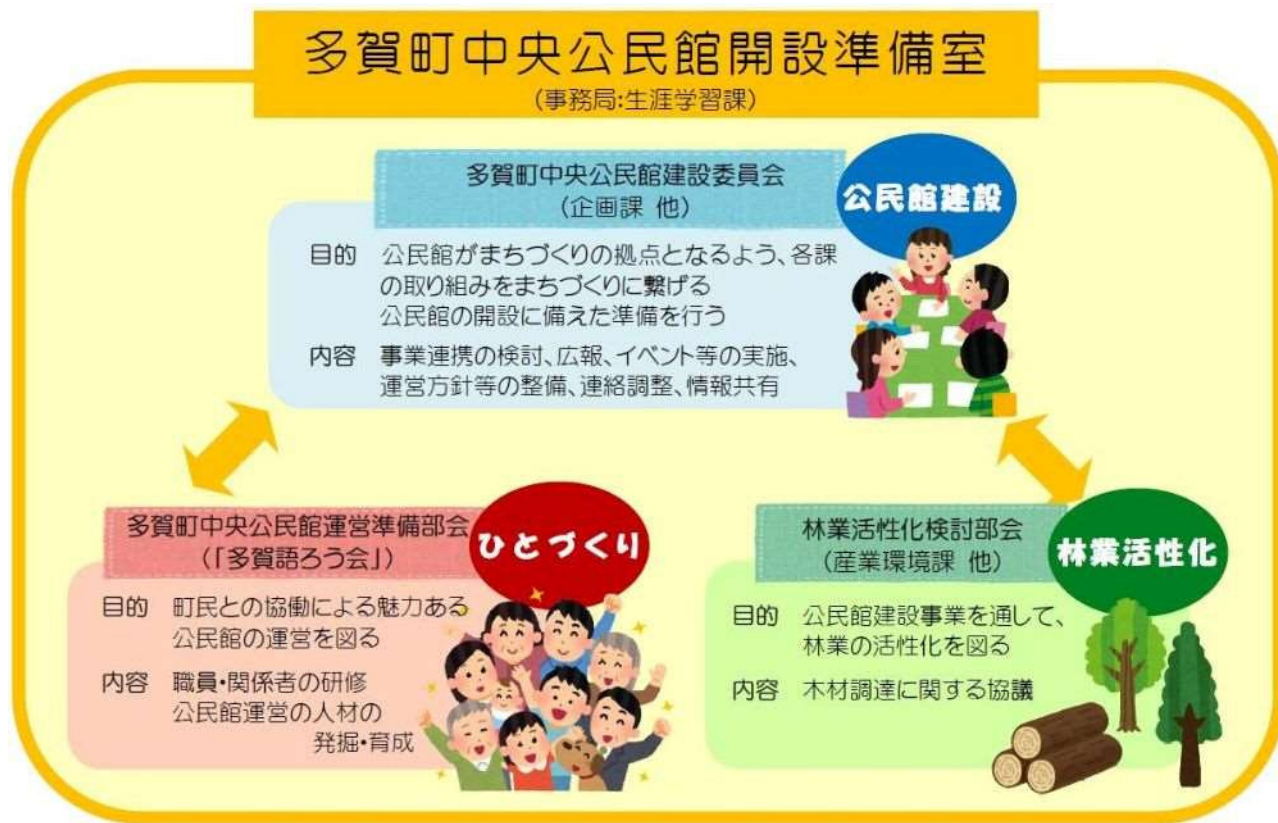 多賀町中央公民館開設準備室
(事務局:生涯学習課)
多賀町中央公民館建設委員会
(企画課 他)
公民館建設
目的 公民館がまちづくりの拠点となるよう、各課
の取り組みをまちづくりに繋げる
公民館の開設に備えた準備を行う
内容 事業連携の検討、広報、イベント等の実施、
運営方針等の整備、連絡調整、情報共有
多賀町中央公民館運営準備部会
(「多賀語ろう会」)
ひとづくり
目的 町民との協働による魅力ある
公民館の運営を図る
内容 職員・関係者の研修
公民館運営の人材の
発掘・育成
林業活性化検討部会
(産業環境課 他)
林業活性化
目的 公民館建設事業を通して、
林業の活性化を図る
内容 木材調達に関する協議